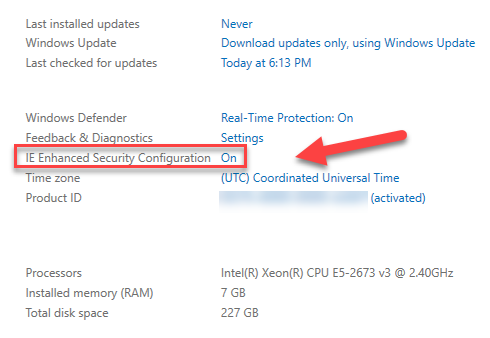 Last installed updates Never
Windows Update Download updates only, using Windows Update
Last checked for updates Today at 6:13 PM
Windows Defender Real-Time Protection: On
Feedback & Diagnostics Settings
IE Enhanced Security Configuration On
Time zone (UTC) Coordinated Universal Time
Product ID (activated)
Processors Intel(R) Xeon(R) CPU E5-2673 v3 @ 2.40GHz
Installed memory (RAM) 7 GB
Total disk space 227 GB